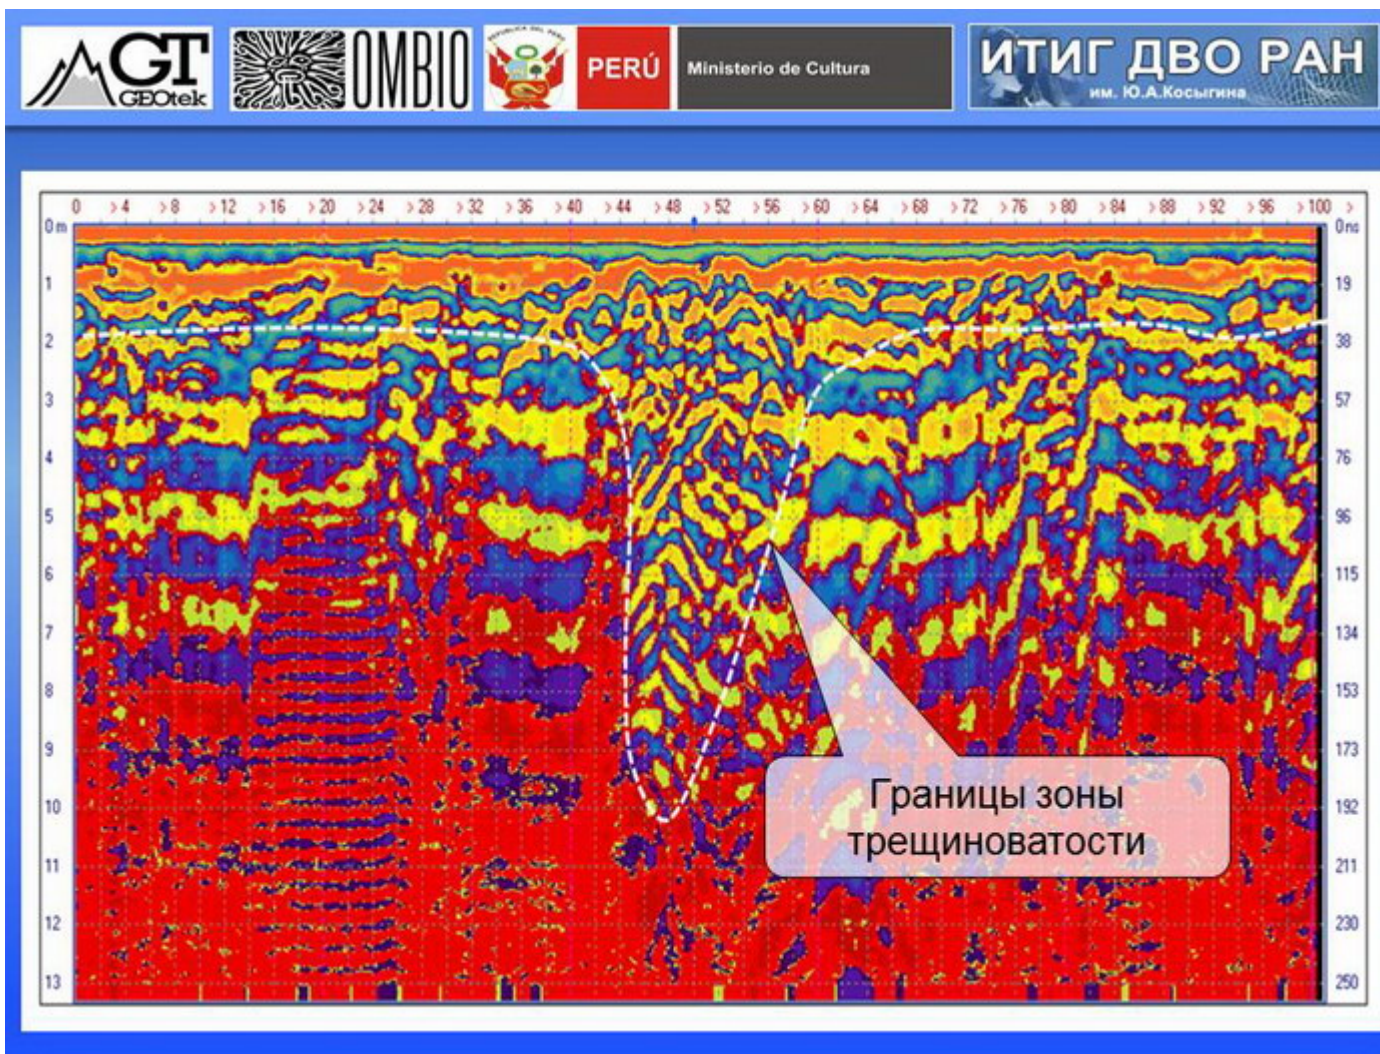 GT
GEOtek
OMBIO
REPUBLICA DEL PERU
PERÚ
Ministerio de Cultura
ИТИГ ДВО РАН
им. Ю.А.Косыгина
0 >4 >8 >12 >16 >20 >24 >28 >32 >36 >40 >44 >48 >52 >56 >60 >64 >68 >72 >76 >80 >84 >88 >92 >96 >100 >
0 m 0 ns
1 19
2 38
3 57
4 76
5 96
6 115
7 134
8 153
9 173
10 192
11 211
12 230
13 250
Границы зоны
трещиноватости